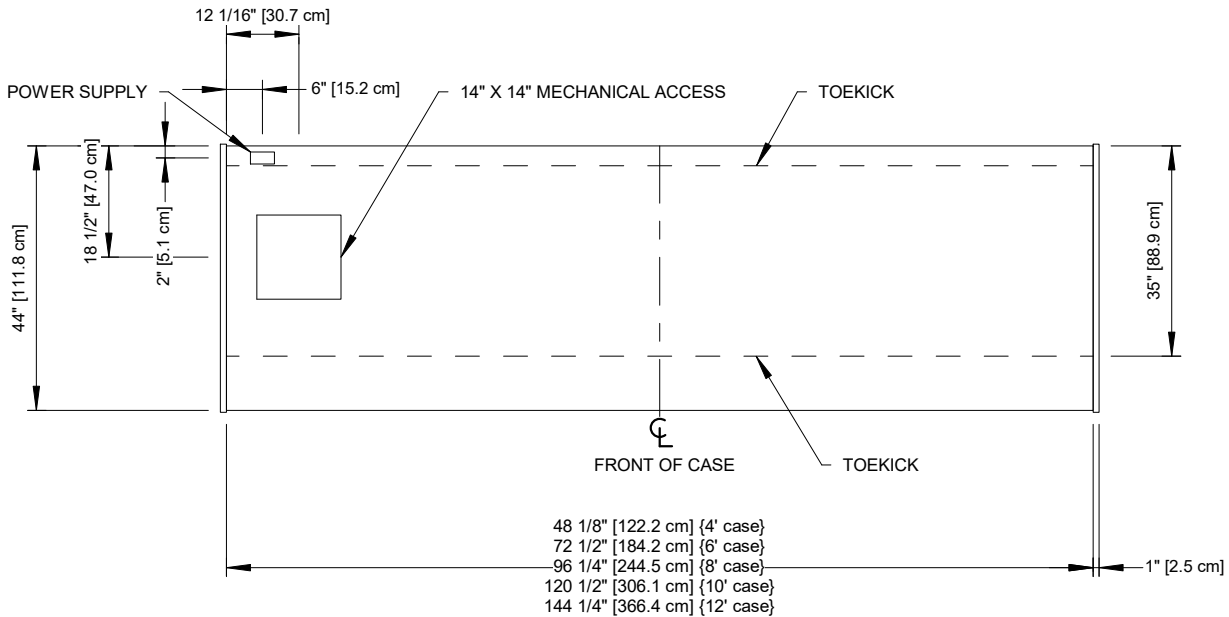 12 1/16" [30.7 cm]
POWER SUPPLY
6" [15.2 cm]
14" X 14" MECHANICAL ACCESS
TOEKICK
44" [111.8 cm]
18 1/2" [47.0 cm]
2" [5.1 cm]
35" [88.9 cm]
CL
FRONT OF CASE
TOEKICK
48 1/8" [122.2 cm] {4' case}
72 1/2" [184.2 cm] {6' case}
96 1/4" [244.5 cm] {8' case}
120 1/2" [306.1 cm] {10' case}
144 1/4" [366.4 cm] {12' case}
1" [2.5 cm]